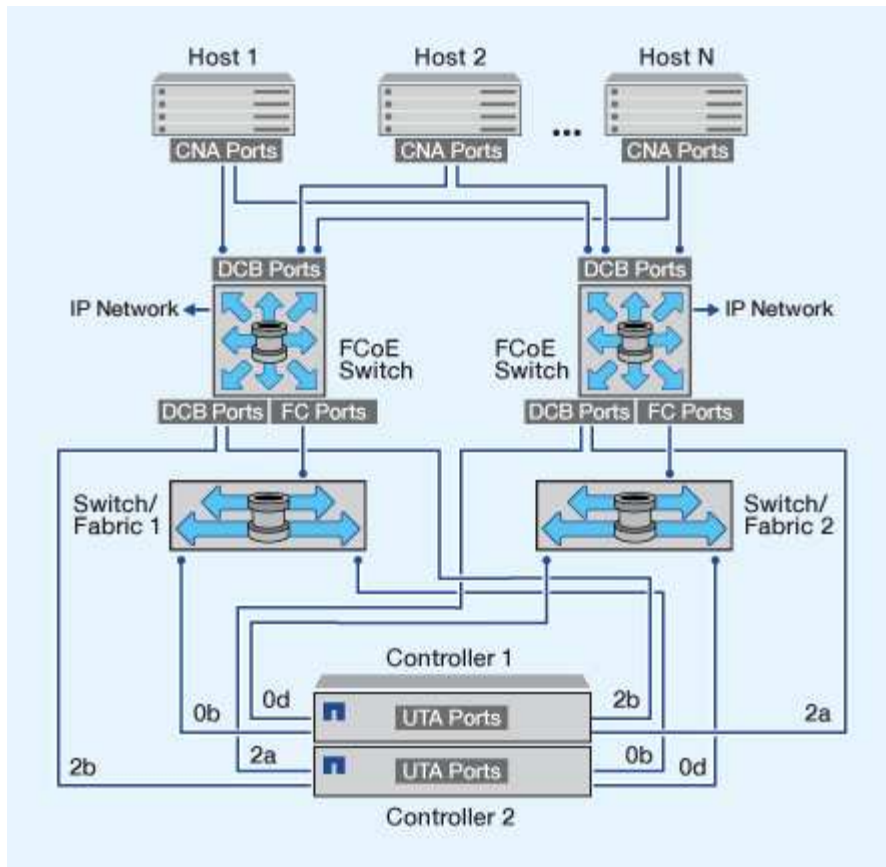 Host 1
Host 2
Host N
CNA Ports
CNA Ports
...
CNA Ports
DCB Ports
DCB Ports
IP Network
IP Network
FCoE
Switch
FCoE
Switch
DCB Ports
FC Ports
DCB Ports
FC Ports
Switch/
Fabric 1
Switch/
Fabric 2
Controller 1
0b
0d
UTA Ports
2b
2a
2b
2a
UTA Ports
0b
0d
Controller 2